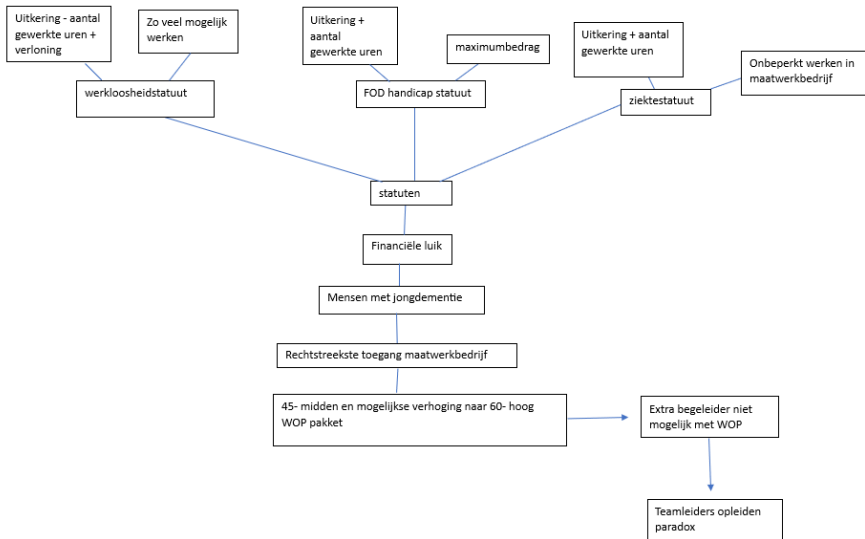 Uitkering - aantal
gewerkte uren +
verloning
Zo veel mogelijk
werken
Uitkering +
aantal
gewerkte uren
maximumbedrag
Uitkering + aantal
gewerkte uren
Onbeperkt werken in
maatwerkbedrijf
werkloosheidstatuut
FOD handicap statuut
ziektestatuut
statuten
Financiële luik
Mensen met jongdementie
Rechtstreekste toegang maatwerkbedrijf
45- midden en mogelijkse verhoging naar 60- hoog
WOP pakket
Extra begeleider niet
mogelijk met WOP
Teamleiders opleiden
paradox